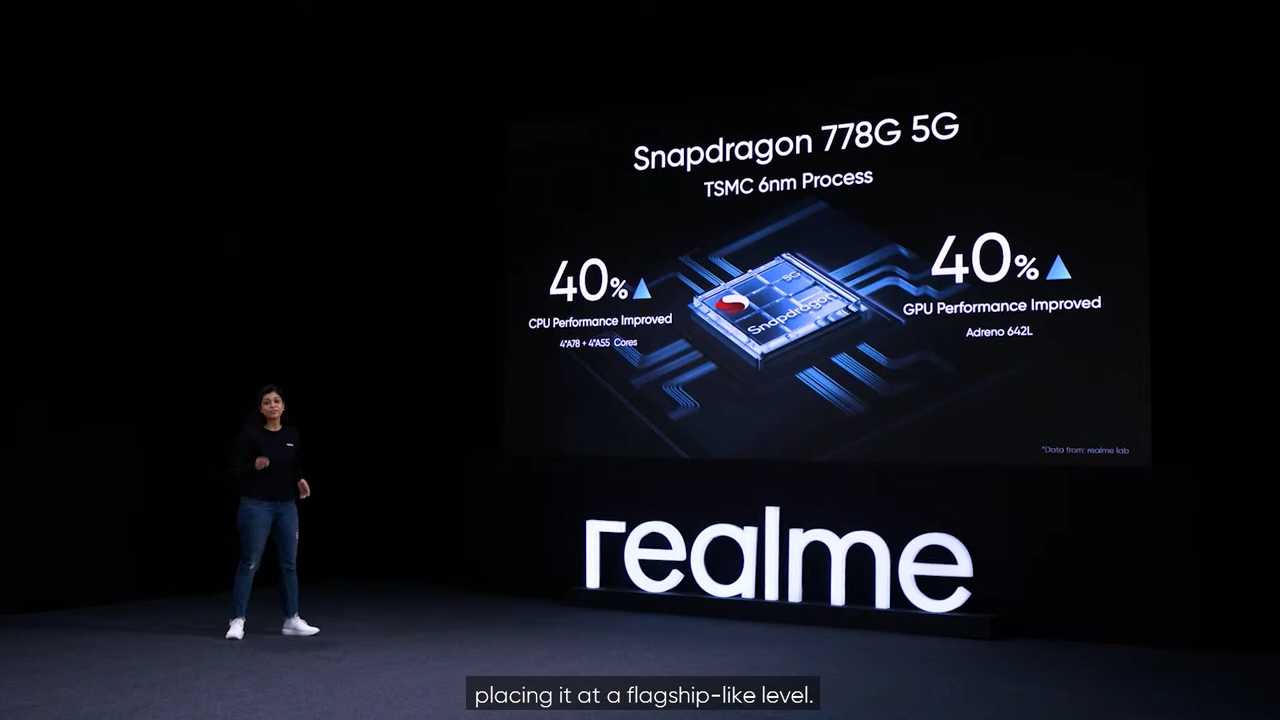 Snapdragon 778G 5G
TSMC 6nm Process
40%
CPU Performance Improved
4*A78 + 4*A55 Cores
5G
Snapdragon
40%
GPU Performance Improved
Adreno 642L
*Data from: realme lab
realme
placing it at a flagship-like level.